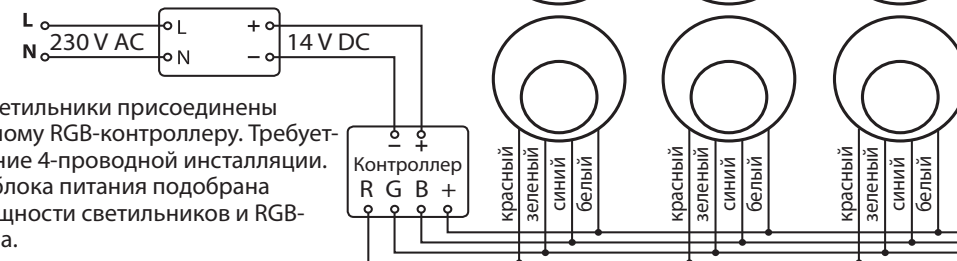 L
N
230 V AC
L
N
+
−
14 V DC
− +
Контроллер
R G B +
красный
зеленый
синий
белый
красный
зеленый
синий
белый
красный
зеленый
синий
белый
етильники присоединены
ному RGB-контроллеру. Требует-
ние 4-проводной инсталляции.
блока питания подобрана
щности светильников и RGB-
а.